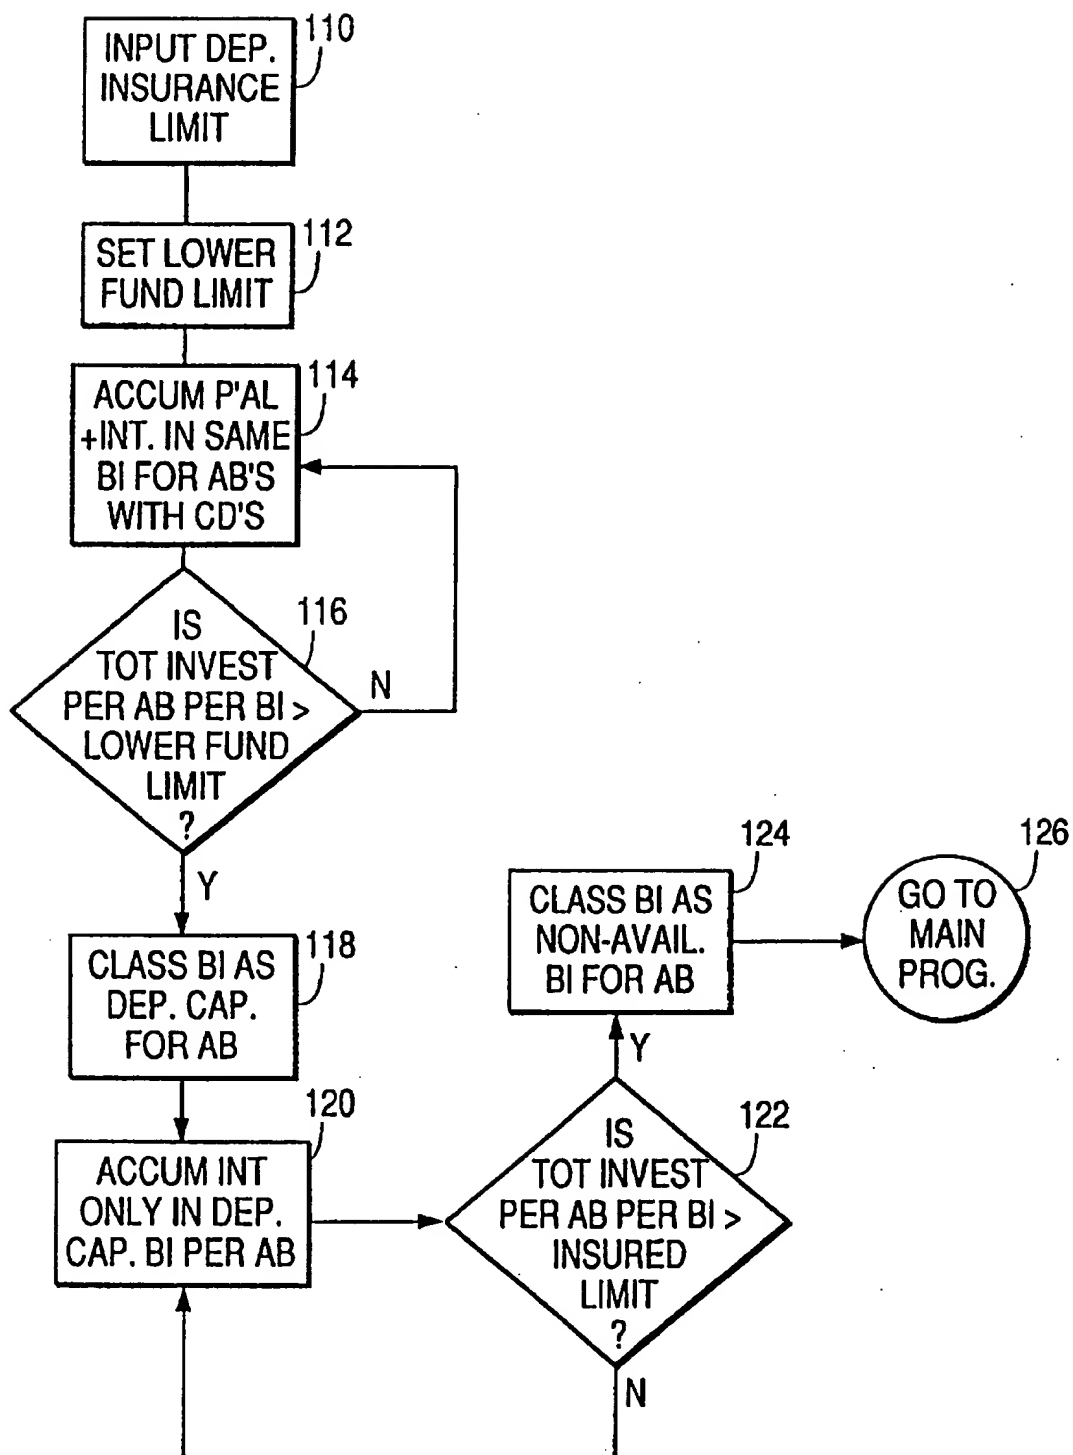 110
INPUT DEP.
INSURANCE
LIMIT
112
SET LOWER
FUND LIMIT
114
ACCUM P'AL
+INT. IN SAME
BI FOR AB'S
WITH CD'S
116
IS
TOT INVEST
PER AB PER BI >
LOWER FUND
LIMIT
?
N
Y
118
CLASS BI AS
DEP. CAP.
FOR AB
120
ACCUM INT
ONLY IN DEP.
CAP. BI PER AB
122
IS
TOT INVEST
PER AB PER BI >
INSURED
LIMIT
?
N
Y
124
CLASS BI AS
NON-AVAIL.
BI FOR AB
126
GO TO
MAIN
PROG.